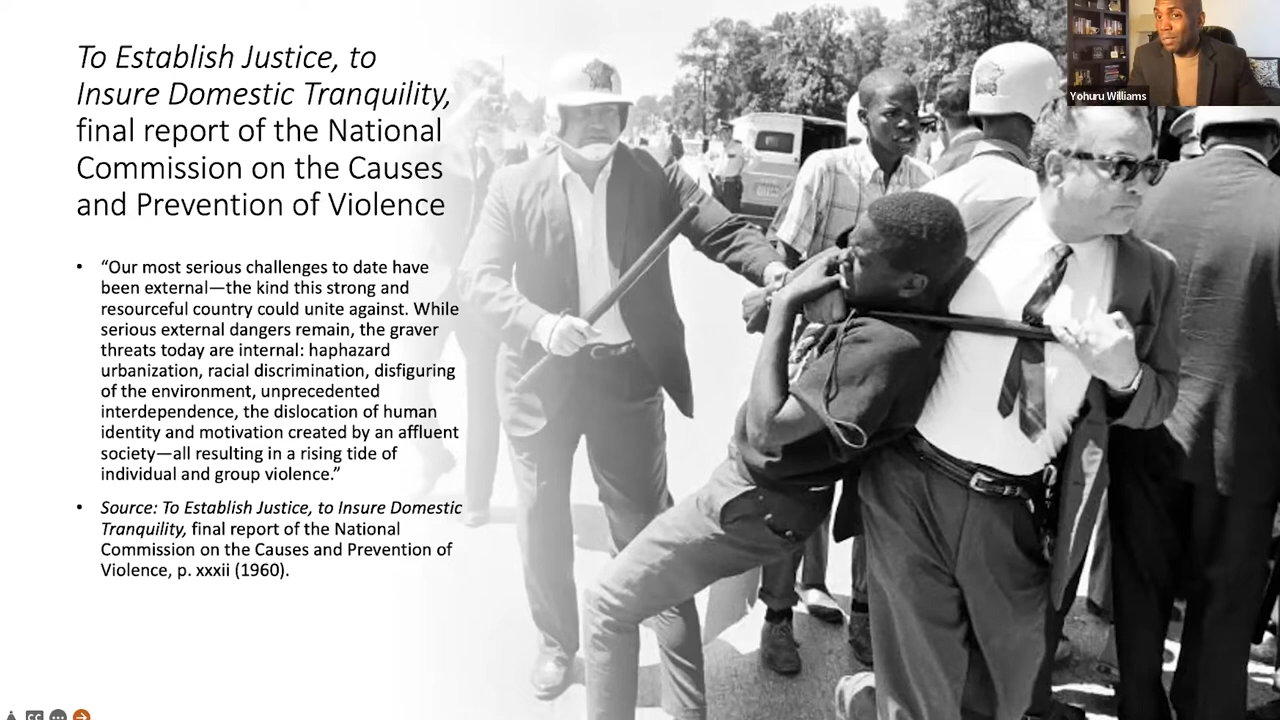 To Establish Justice, to
Insure Domestic Tranquility,
final report of the National
Commission on the Causes
and Prevention of Violence
• “Our most serious challenges to date have
been external—the kind this strong and
resourceful country could unite against. While
serious external dangers remain, the graver
threats today are internal: haphazard
urbanization, racial discrimination, disfiguring
of the environment, unprecedented
interdependence, the dislocation of human
identity and motivation created by an affluent
society—all resulting in a rising tide of
individual and group violence.”
• Source: To Establish Justice, to Insure Domestic
Tranquility, final report of the National
Commission on the Causes and Prevention of
Violence, p. xxxii (1960).
Yohuru Williams
CC